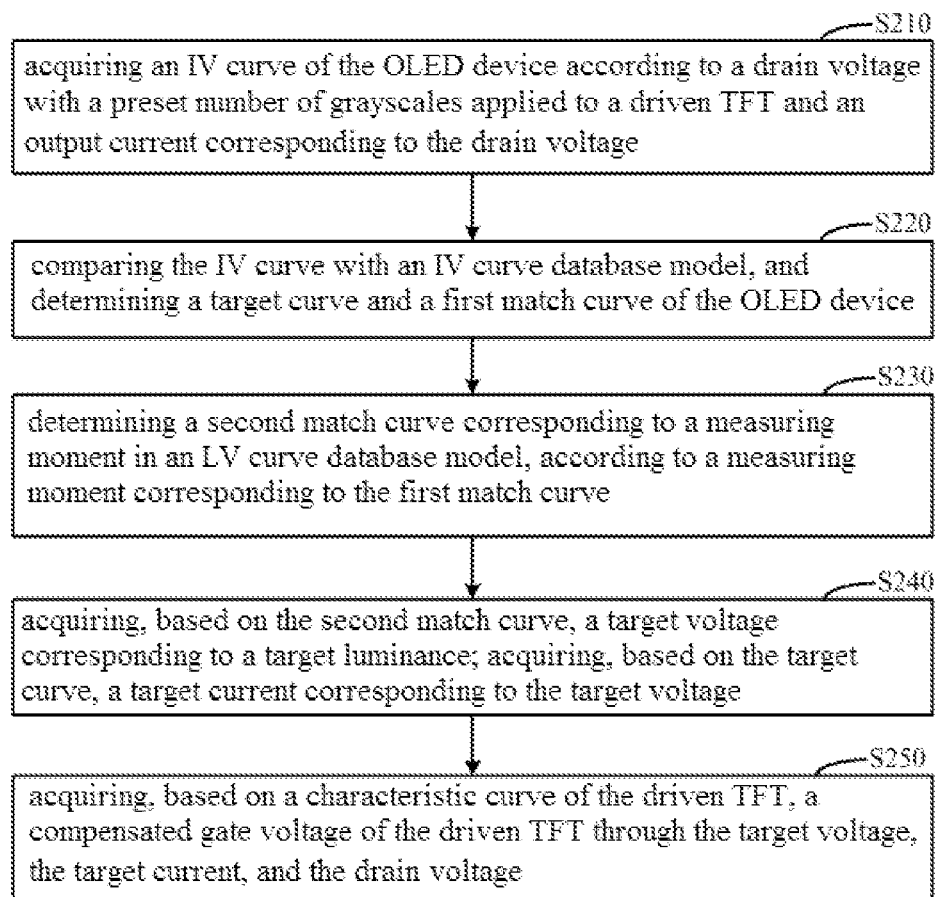 S210
acquiring an IV curve of the OLED device according to a drain voltage
with a preset number of grayscales applied to a driven TFT and an
output current corresponding to the drain voltage
S220
comparing the IV curve with an IV curve database model, and
determining a target curve and a first match curve of the OLED device
S230
determining a second match curve corresponding to a measuring
moment in an LV curve database model, according to a measuring
moment corresponding to the first match curve
S240
acquiring, based on the second match curve, a target voltage
corresponding to a target luminance; acquiring, based on the target
curve, a target current corresponding to the target voltage
S250
acquiring, based on a characteristic curve of the driven TFT, a
compensated gate voltage of the driven TFT through the target voltage,
the target current, and the drain voltage